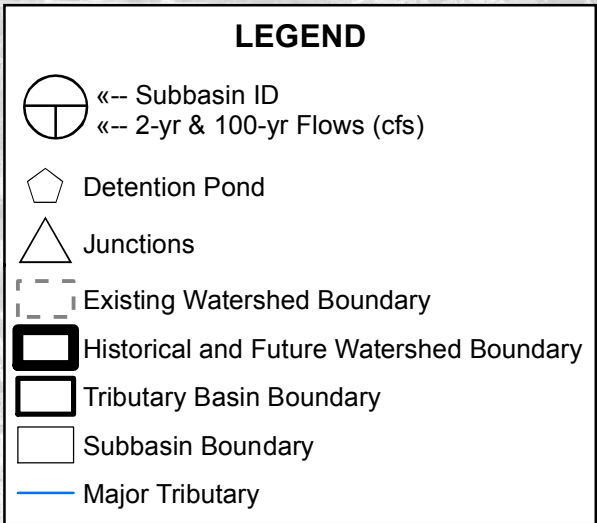 LEGEND
«-- Subbasin ID
«-- 2-yr & 100-yr Flows (cfs)
Detention Pond
Junctions
Existing Watershed Boundary
Historical and Future Watershed Boundary
Tributary Basin Boundary
Subbasin Boundary
Major Tributary